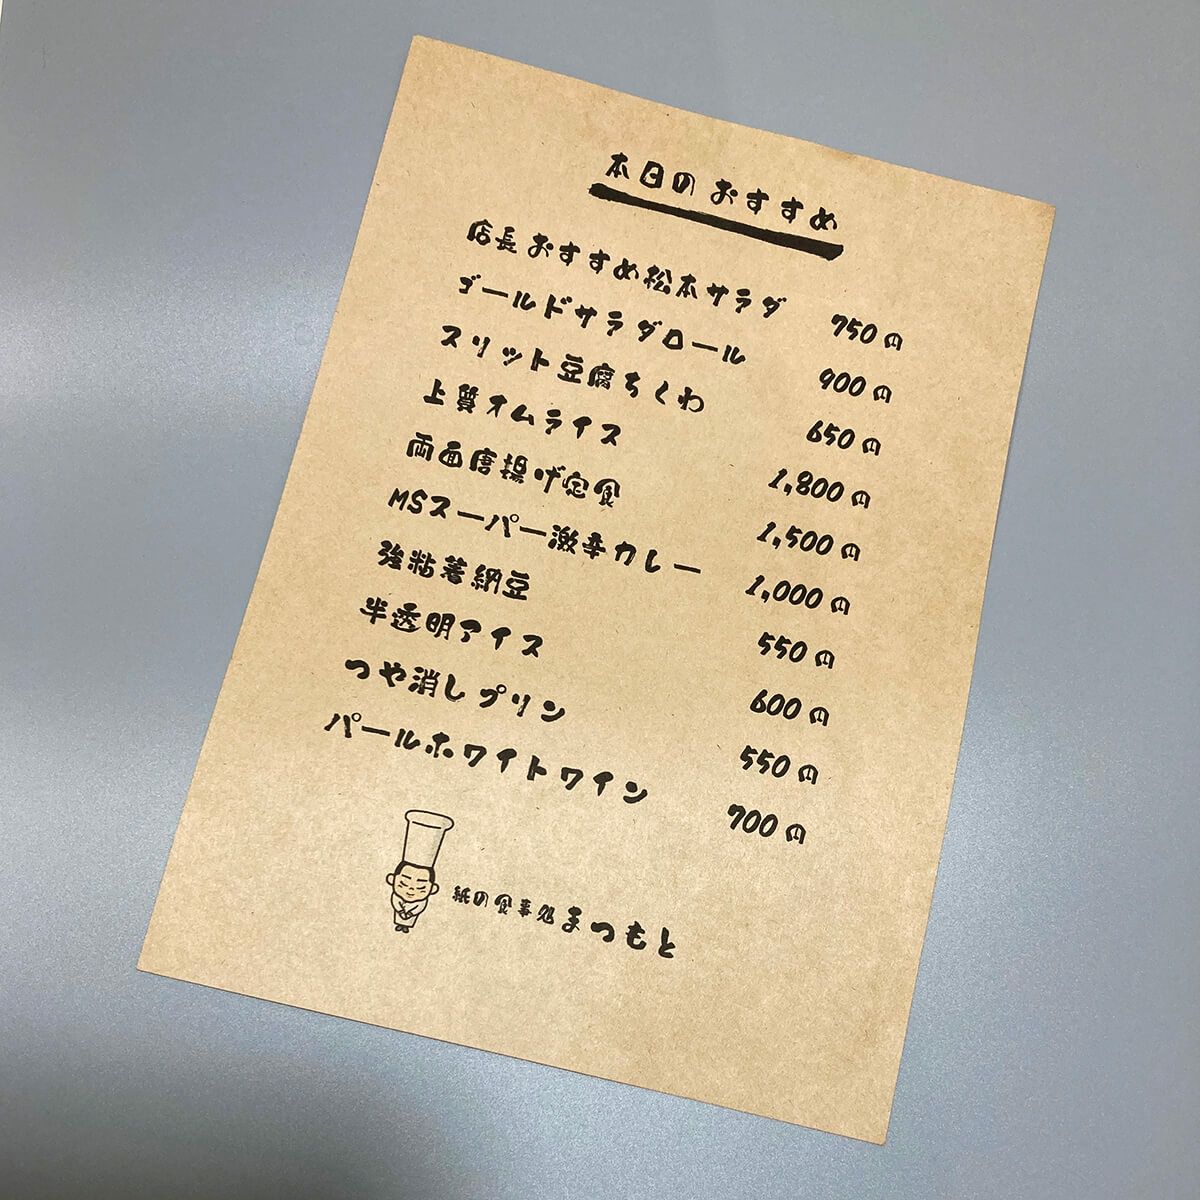 本日のおすすめ
店長おすすめ松本サラダ 750円
ゴールドサラダロール 900円
スリット豆腐ちくわ 650円
上質オムライス 1,800円
両面唐揚げ定食 1,500円
MSスーパー激辛カレー 1,000円
強粘着納豆 550円
半透明アイス 600円
つや消しプリン 550円
パールホワイトワイン 700円
紙の食事処まつもと